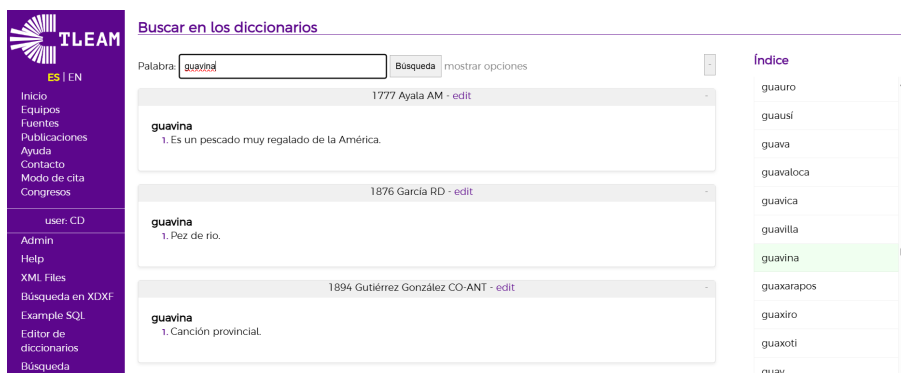 TLEAM
ES | EN
Inicio
Equipos
Fuentes
Publicaciones
Ayuda
Contacto
Modo de cita
Congresos
user: CD
Admin
Help
XML Files
Búsqueda en XDXF
Example SQL
Editor de
diccionarios
Búsqueda
Buscar en los diccionarios
Palabra: guavina Búsqueda mostrar opciones -
1777 Ayala AM - edit -
guavina
1. Es un pescado muy regalado de la América.
1876 García RD - edit -
guavina
1. Pez de rio.
1894 Gutiérrez González CO-ANT - edit -
guavina
1. Canción provincial.
Índice
guauro
guausí
guava
guavaloca
guavica
guavilla
guavina
guaxarapos
guaxiro
guaxoti
guay